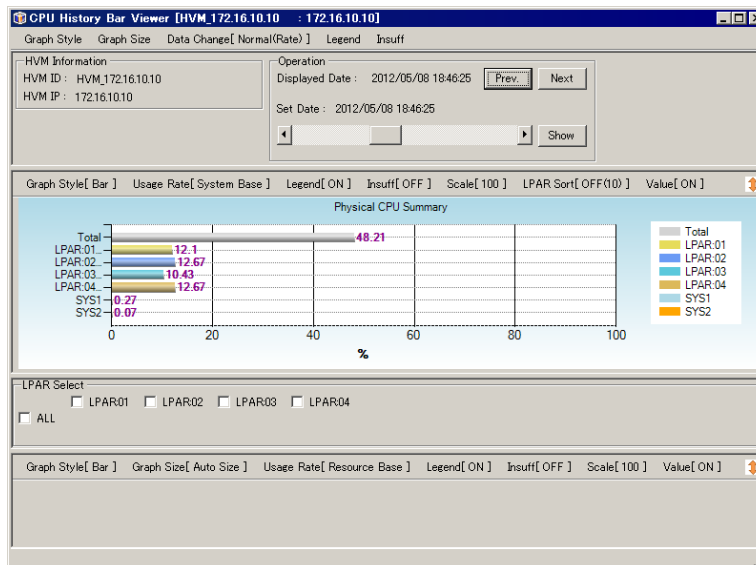 CPU History Bar Viewer [HVM_172.16.10.10 : 172.16.10.10]
Graph Style Graph Size Data Change[ Normal(Rate) ] Legend Insuff
HVM Information
HVM ID : HVM_172.16.10.10
HVM IP : 172.16.10.10
Operation
Displayed Date : 2012/05/08 18:46:25 Prev. Next
Set Date : 2012/05/08 18:46:25
Show
Graph Style[ Bar ] Usage Rate[ System Base ] Legend[ ON ] Insuff[ OFF ] Scale[ 100 ] LPAR Sort[ OFF(10) ] Value[ ON ]
Physical CPU Summary
Total 48.21
LPAR:01... 12.1
LPAR:02... 12.67
LPAR:03... 10.43
LPAR:04... 12.67
SYS1 0.27
SYS2 0.07
0 20 40 60 80 100
%
Total
LPAR:01
LPAR:02
LPAR:03
LPAR:04
SYS1
SYS2
LPAR Select
LPAR:01 LPAR:02 LPAR:03 LPAR:04
ALL
Graph Style[ Bar ] Graph Size[ Auto Size ] Usage Rate[ Resource Base ] Legend[ ON ] Insuff[ OFF ] Scale[ 100 ] Value[ ON ]